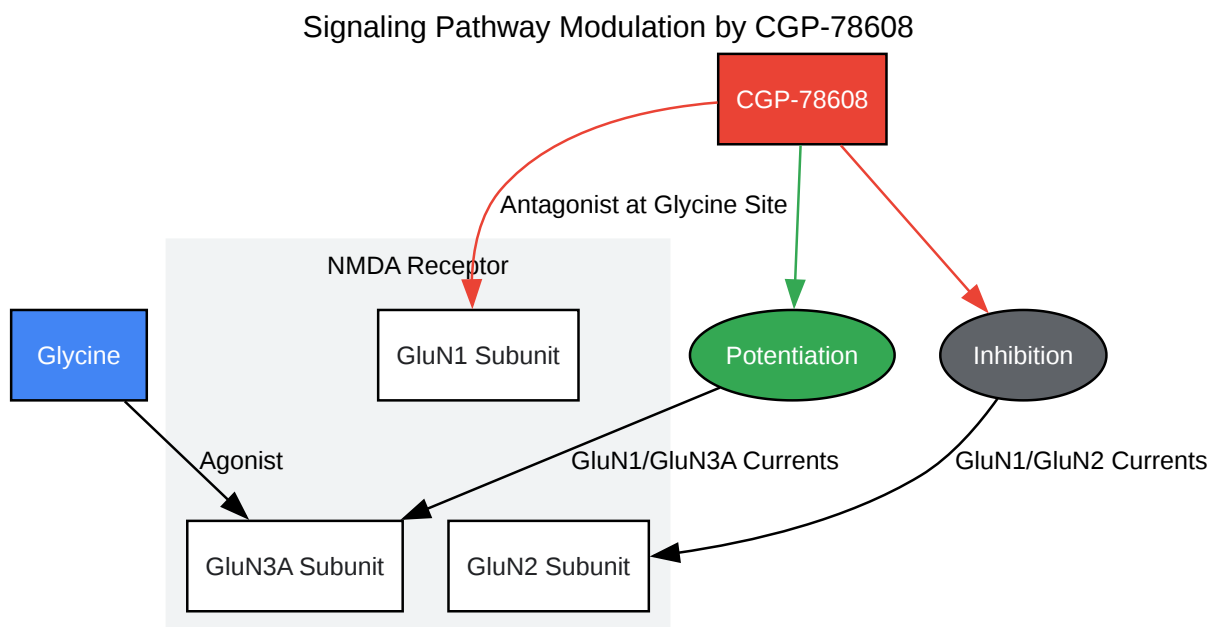 Signaling Pathway Modulation by CGP-78608
CGP-78608
Antagonist at Glycine Site
NMDA Receptor
Glycine
GluN1 Subunit
Potentiation
Inhibition
Agonist
GluN1/GluN3A Currents
GluN1/GluN2 Currents
GluN3A Subunit
GluN2 Subunit